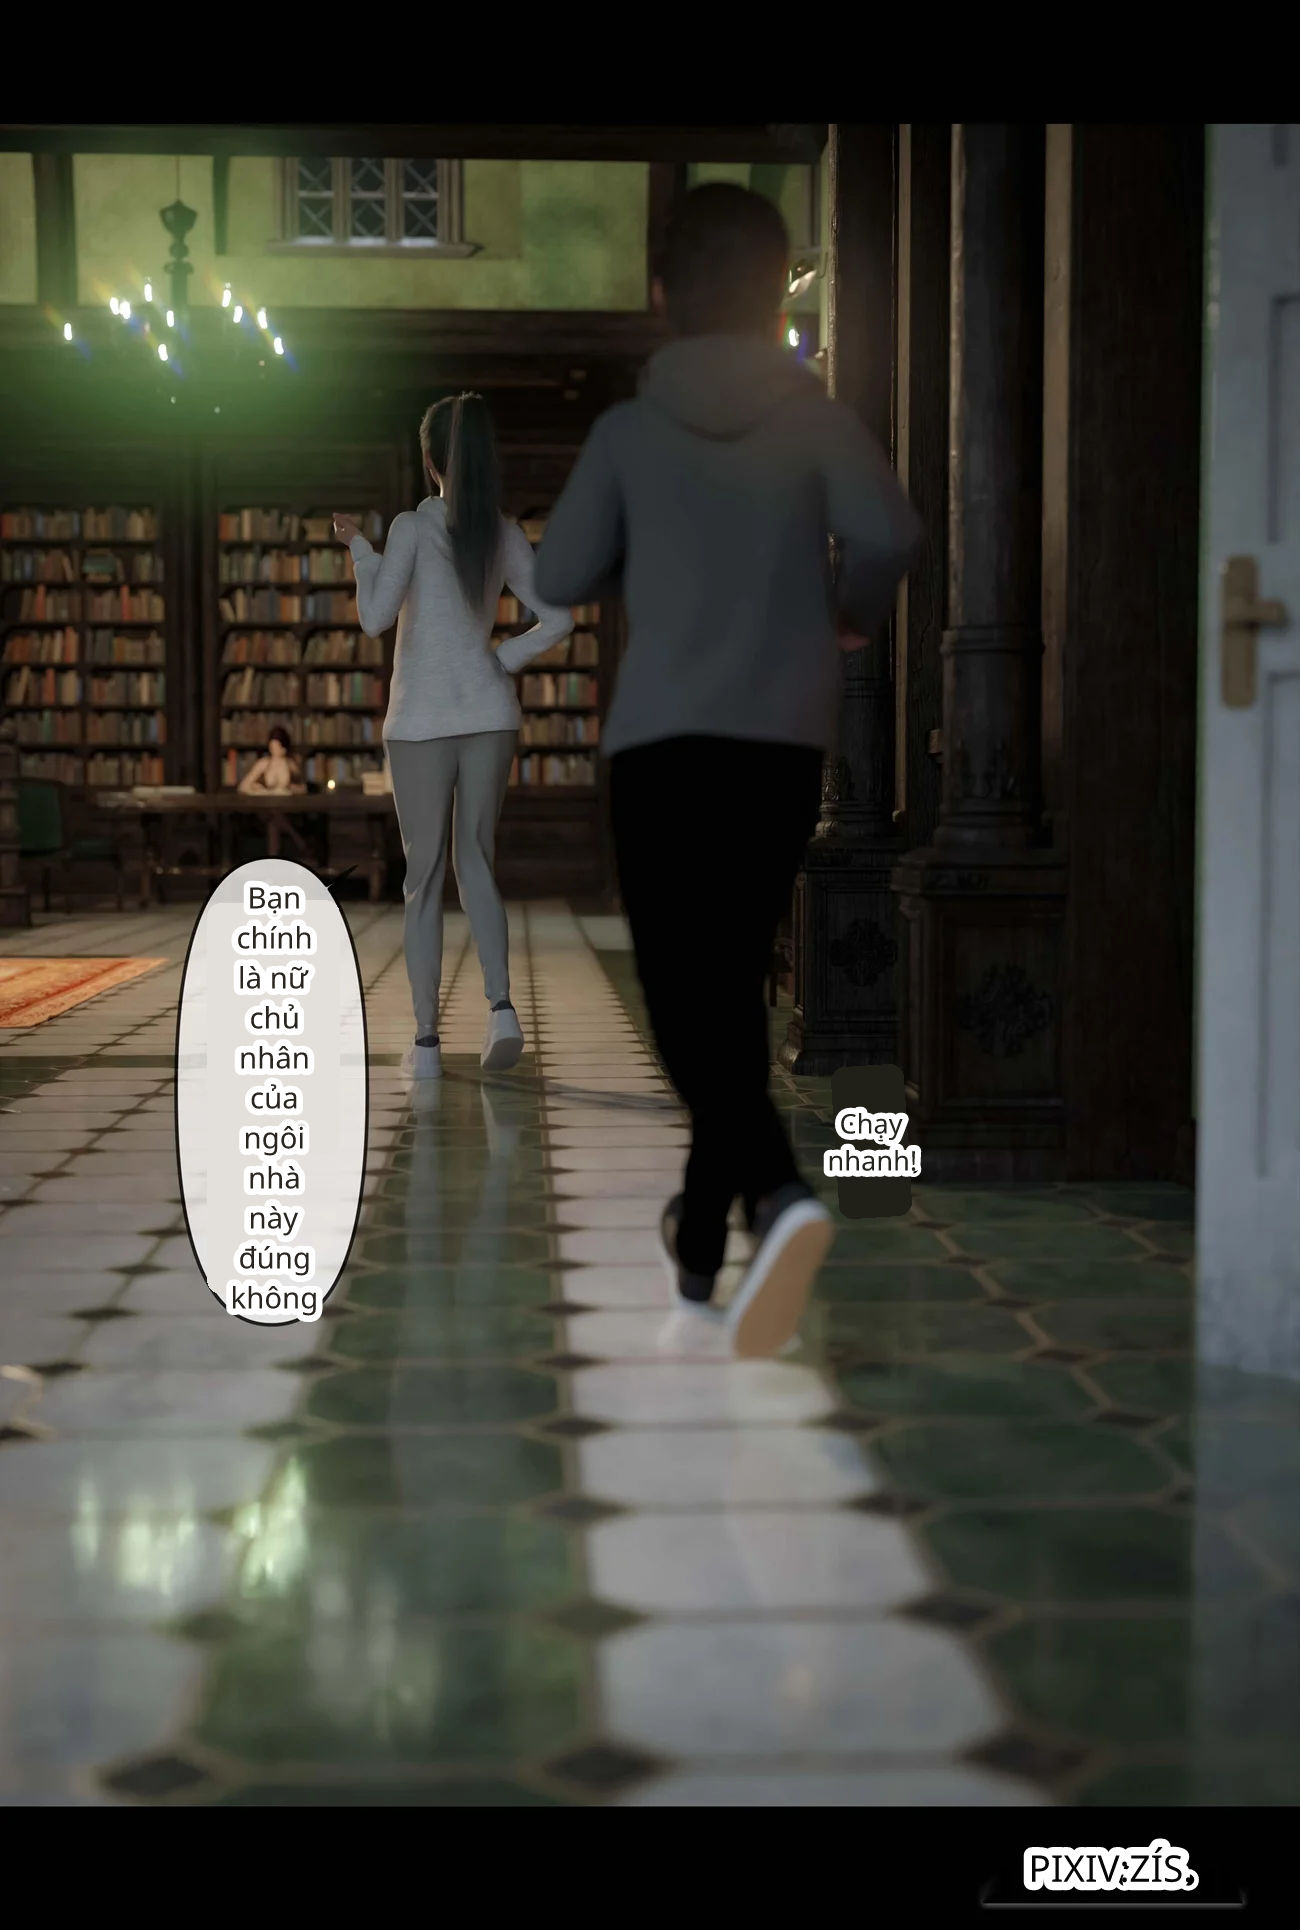 Bạn
chính
là nữ
chủ
nhân
của
ngôi
nhà
này
đúng
không
Chạy
nhanh!
PIXIV:ZÍS,